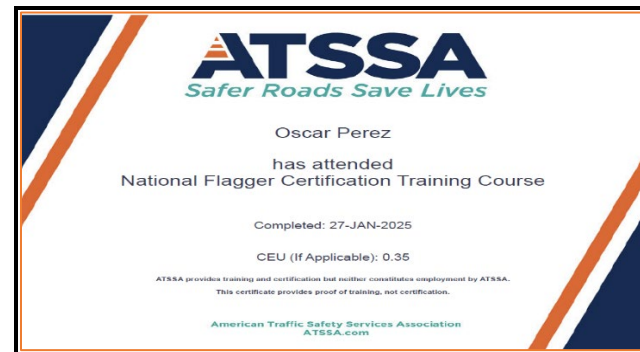 ATSSA
Safer Roads Save Lives
Oscar Perez
has attended
National Flagger Certification Training Course
Completed: 27-JAN-2025
CEU (If Applicable): 0.35
ATSSA provides training and certification but neither constitutes employment by ATSSA.
This certificate provides proof of training, not certification.
American Traffic Safety Services Association
ATSSA.com